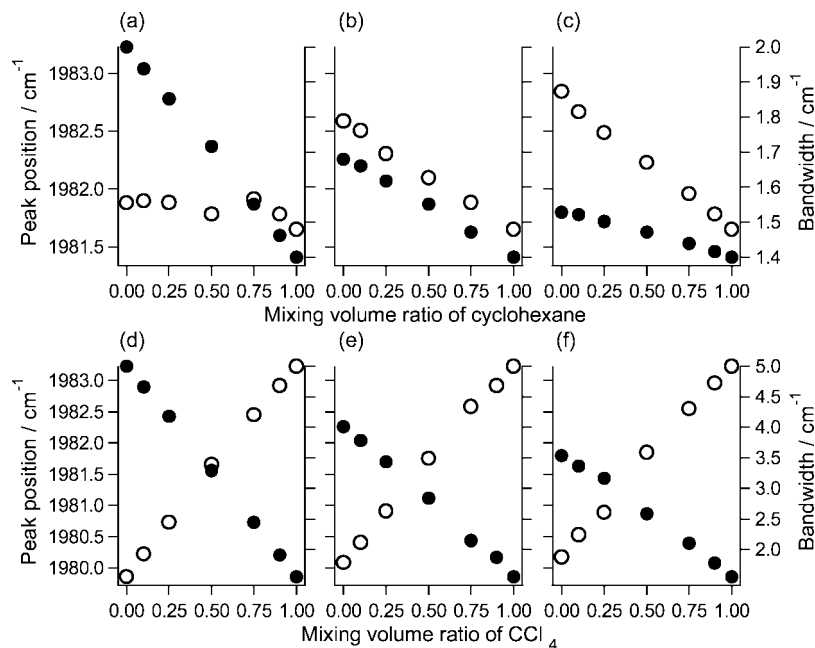 (a) (b) (c)
Peak position / cm⁻¹
1983.0
1982.5
1982.0
1981.5
2.0
1.9
1.8
1.7
1.6
1.5
1.4
Bandwidth / cm⁻¹
0.00 0.25 0.50 0.75 1.00 0.00 0.25 0.50 0.75 1.00 0.00 0.25 0.50 0.75 1.00
Mixing volume ratio of cyclohexane
(d) (e) (f)
Peak position / cm⁻¹
1983.0
1982.5
1982.0
1981.5
1981.0
1980.5
1980.0
5.0
4.5
4.0
3.5
3.0
2.5
2.0
Bandwidth / cm⁻¹
0.00 0.25 0.50 0.75 1.00 0.00 0.25 0.50 0.75 1.00 0.00 0.25 0.50 0.75 1.00
Mixing volume ratio of CCl₄